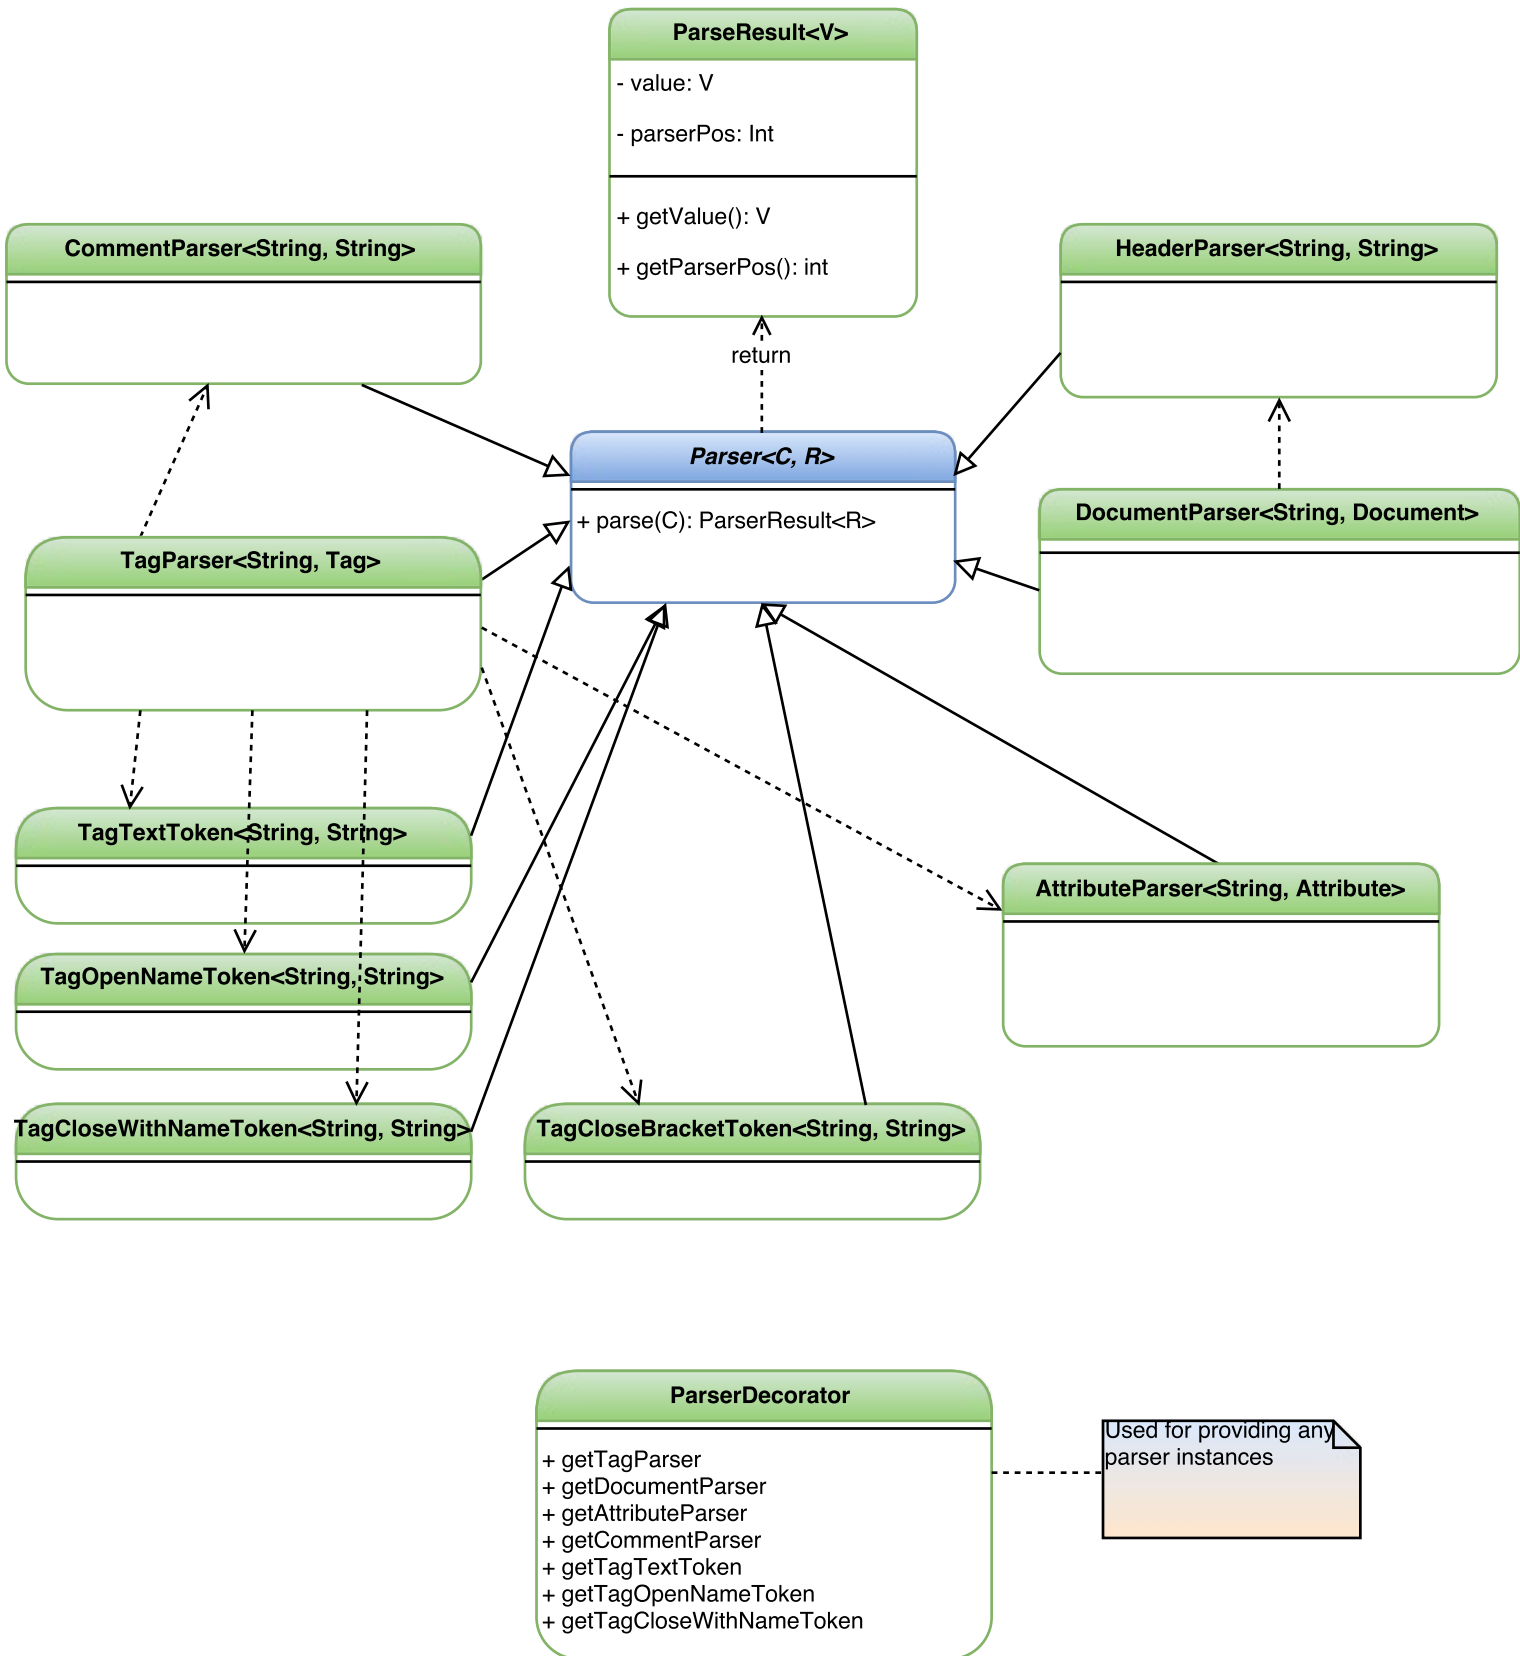 ParseResult<V>
- value: V
- parserPos: Int
+ getValue(): V
+ getParserPos(): int
CommentParser<String, String>
HeaderParser<String, String>
return
Parser<C, R>
+ parse(C): ParserResult<R>
DocumentParser<String, Document>
TagParser<String, Tag>
TagTextToken<String, String>
AttributeParser<String, Attribute>
TagOpenNameToken<String, String>
TagCloseWithNameToken<String, String>
TagCloseBracketToken<String, String>
ParserDecorator
+ getTagParser
+ getDocumentParser
+ getAttributeParser
+ getCommentParser
+ getTagTextToken
+ getTagOpenNameToken
+ getTagCloseWithNameToken
Used for providing any
parser instances